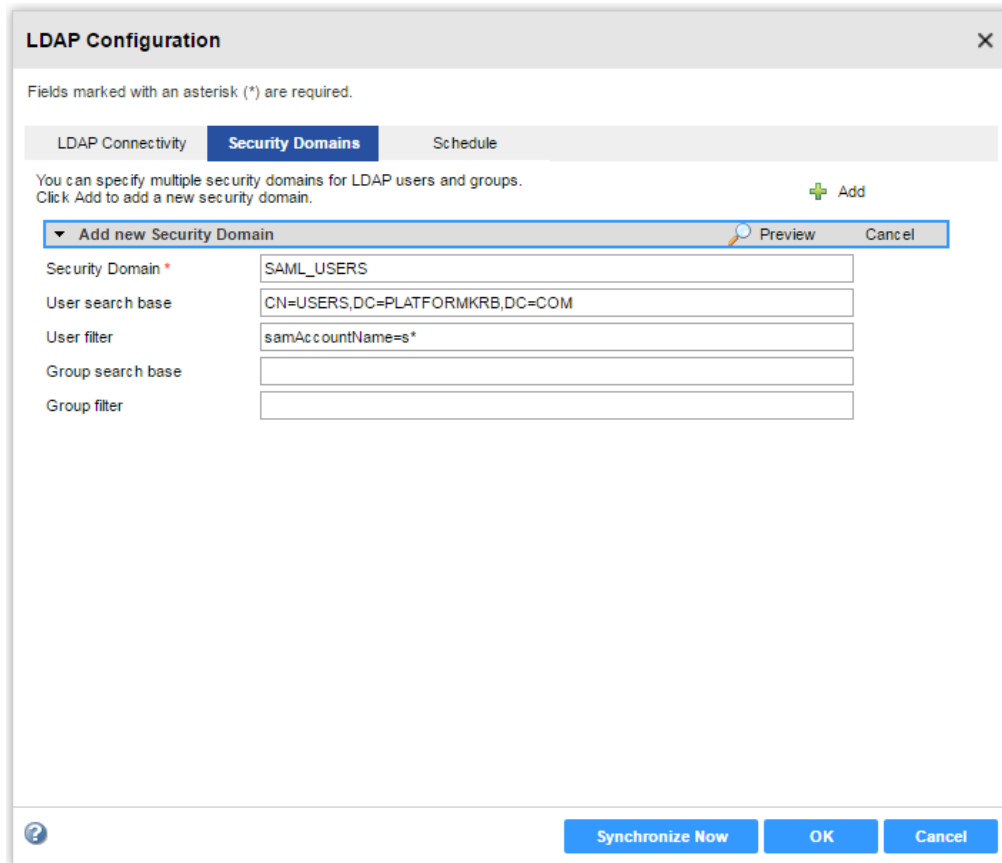 LDAP Configuration
Fields marked with an asterisk (*) are required.
LDAP Connectivity Security Domains Schedule
You can specify multiple security domains for LDAP users and groups.
Click Add to add a new security domain.
Add
Add new Security Domain Preview Cancel
Security Domain * SAML_USERS
User search base CN=USERS,DC=PLATFORMKRB,DC=COM
User filter samAccountName=s*
Group search base
Group filter
Synchronize Now OK Cancel